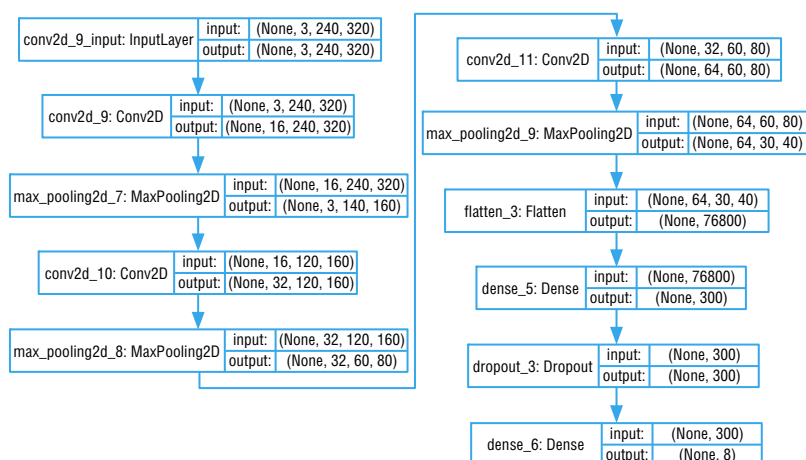 conv2d_9_input: InputLayer
input: (None, 3, 240, 320)
output: (None, 3, 240, 320)
conv2d_9: Conv2D
input: (None, 3, 240, 320)
output: (None, 16, 240, 320)
max_pooling2d_7: MaxPooling2D
input: (None, 16, 240, 320)
output: (None, 3, 140, 160)
conv2d_10: Conv2D
input: (None, 16, 120, 160)
output: (None, 32, 120, 160)
max_pooling2d_8: MaxPooling2D
input: (None, 32, 120, 160)
output: (None, 32, 60, 80)
conv2d_11: Conv2D
input: (None, 32, 60, 80)
output: (None, 64, 60, 80)
max_pooling2d_9: MaxPooling2D
input: (None, 64, 60, 80)
output: (None, 64, 30, 40)
flatten_3: Flatten
input: (None, 64, 30, 40)
output: (None, 76800)
dense_5: Dense
input: (None, 76800)
output: (None, 300)
dropout_3: Dropout
input: (None, 300)
output: (None, 300)
dense_6: Dense
input: (None, 300)
output: (None, 8)